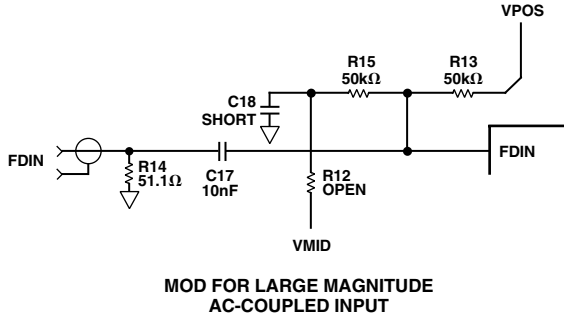 VPOS
R15
50kΩ
R13
50kΩ
C18
SHORT
FDIN
R14
51.1Ω
C17
10nF
R12
OPEN
FDIN
VMID
MOD FOR LARGE MAGNITUDE
AC-COUPLED INPUT